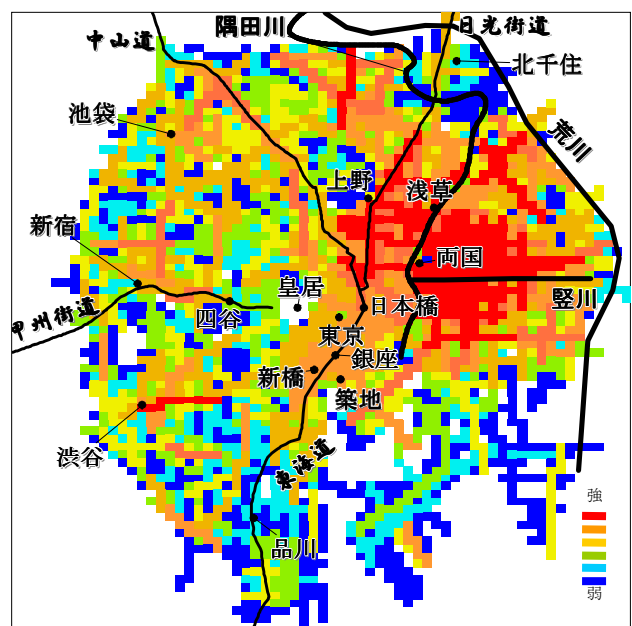 隅田川
日光街道
中山道
北千住
池袋
荒川
上野
浅草
新宿
両国
皇居
日本橋
竪川
四谷
甲州街道
東京
銀座
新橋
築地
渋谷
東海道
強
品川
弱